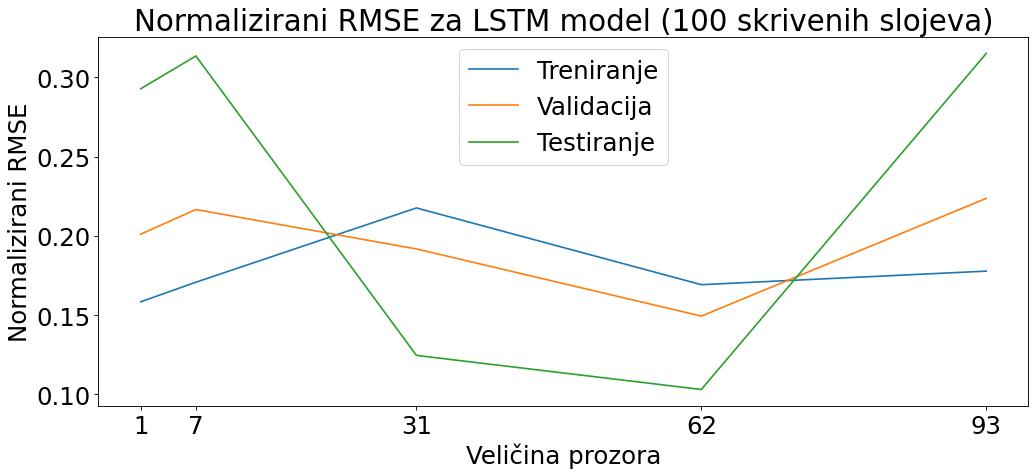 Normalizirani RMSE za LSTM model (100 skrivenih slojeva)
Treniranje
Validacija
Testiranje
Normalizirani RMSE
0.30
0.25
0.20
0.15
0.10
1 7 31 62 93
Veličina prozora